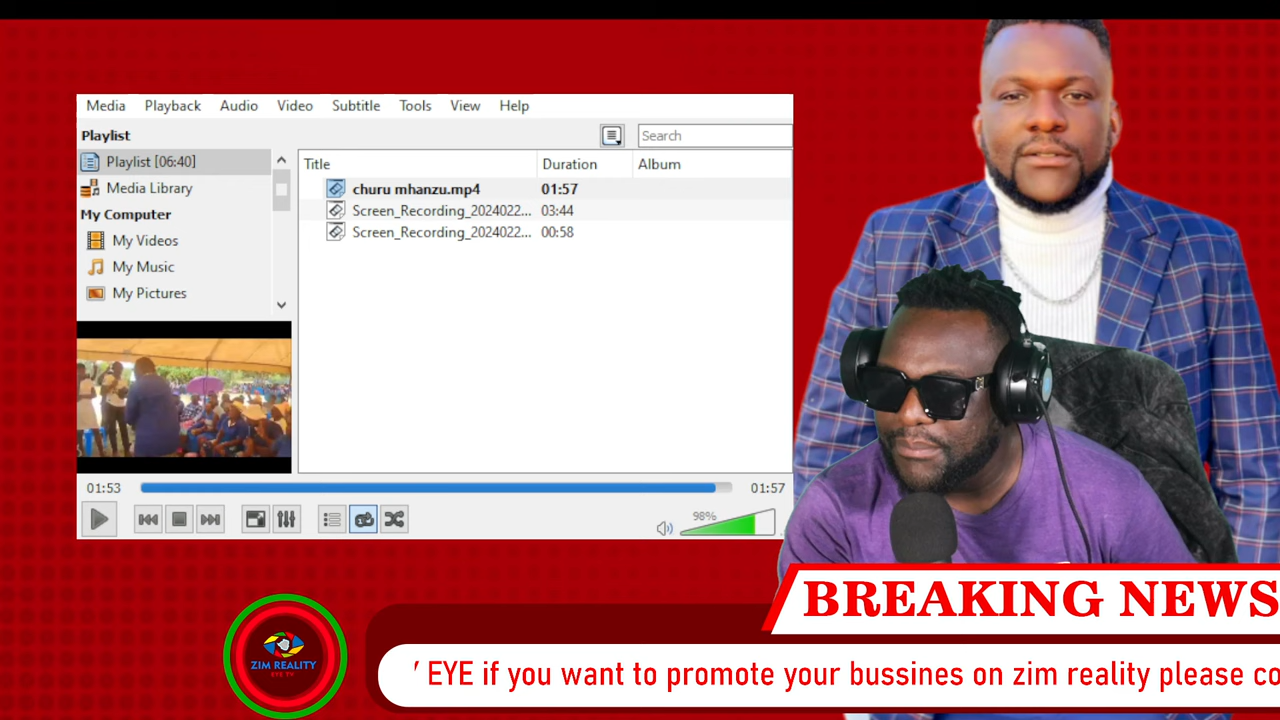 Media Playback Audio Video Subtitle Tools View Help
Playlist
Search
Playlist [06:40]
Media Library
My Computer
My Videos
My Music
My Pictures
Title Duration Album
churu mhanzu.mp4 01:57
Screen_Recording_2024022... 03:44
Screen_Recording_2024022... 00:58
01:53 01:57
98%
BREAKING NEWS
ZIM REALITY
EYE TV
EYE if you want to promote your bussines on zim reality please co